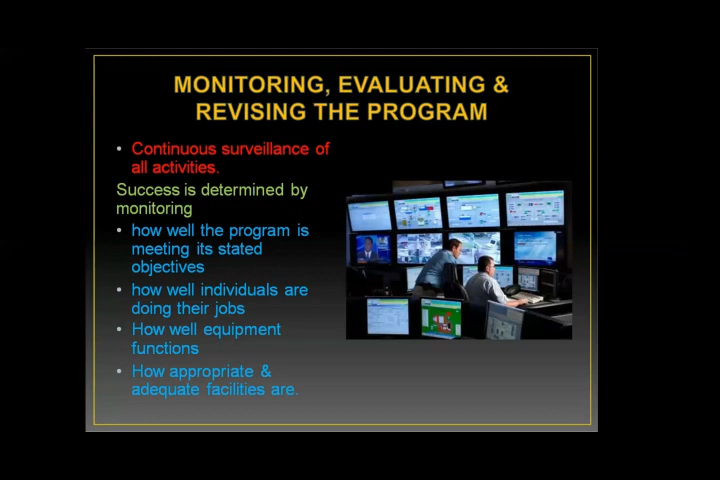 MONITORING, EVALUATING &
REVISING THE PROGRAM
• Continuous surveillance of
all activities.
Success is determined by
monitoring
• how well the program is
meeting its stated
objectives
• how well individuals are
doing their jobs
• How well equipment
functions
• How appropriate &
adequate facilities are.